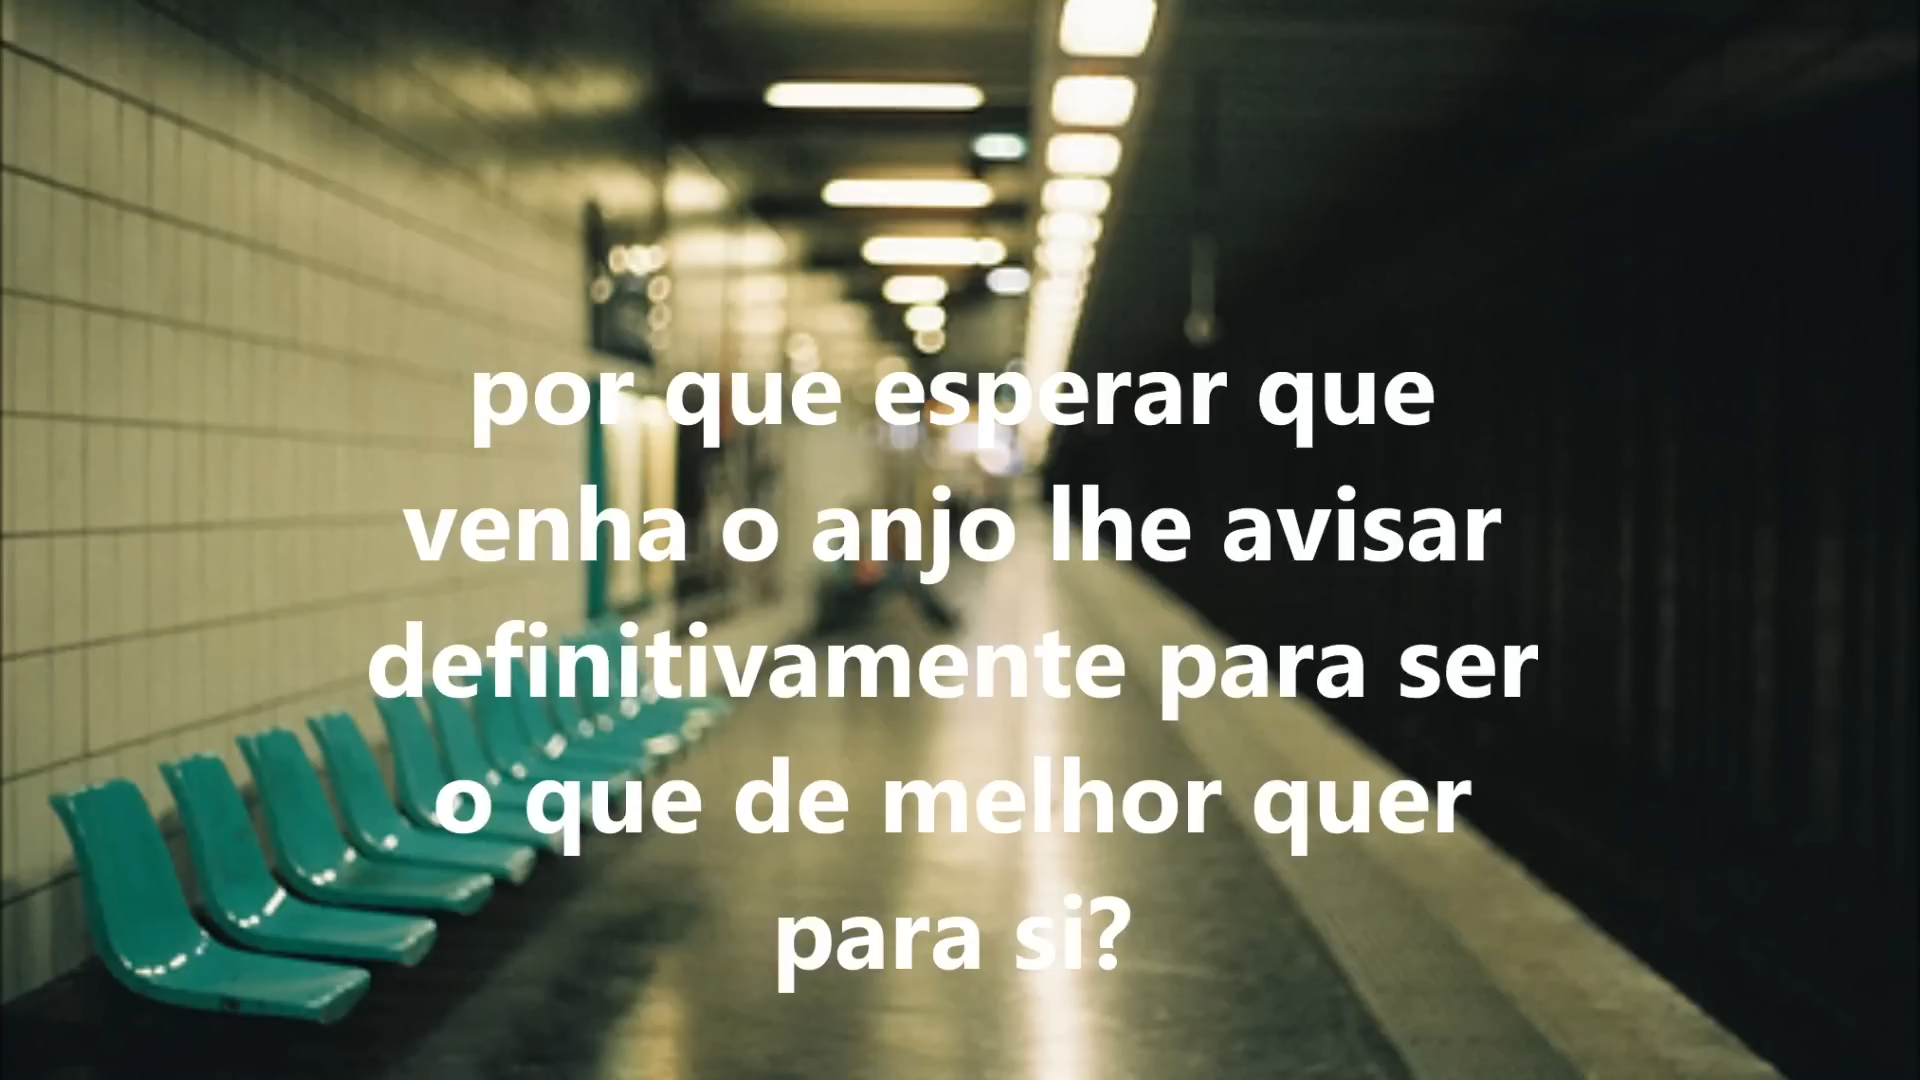 por que esperar que
venha o anjo lhe avisar
definitivamente para ser
o que de melhor quer
para si?